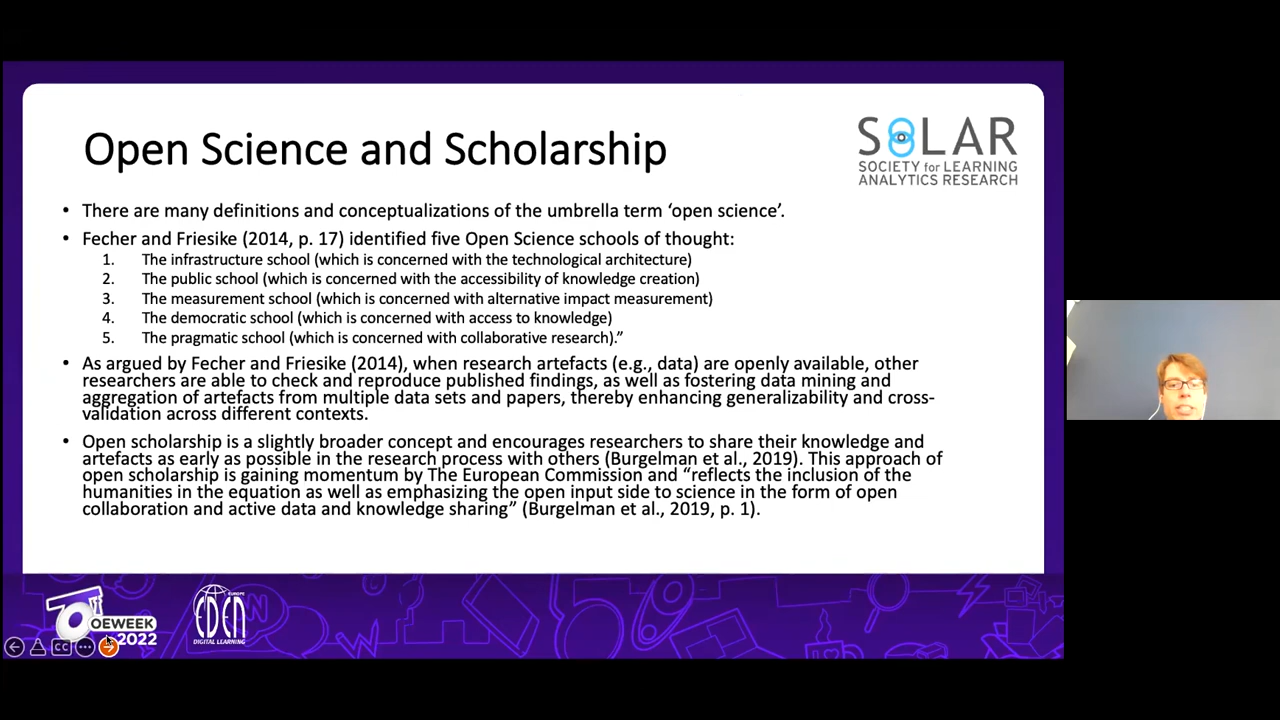 Open Science and Scholarship
SOLAR
SOCIETY for LEARNING
ANALYTICS RESEARCH
• There are many definitions and conceptualizations of the umbrella term ‘open science’.
• Fecher and Friesike (2014, p. 17) identified five Open Science schools of thought:
1. The infrastructure school (which is concerned with the technological architecture)
2. The public school (which is concerned with the accessibility of knowledge creation)
3. The measurement school (which is concerned with alternative impact measurement)
4. The democratic school (which is concerned with access to knowledge)
5. The pragmatic school (which is concerned with collaborative research).”
• As argued by Fecher and Friesike (2014), when research artefacts (e.g., data) are openly available, other
researchers are able to check and reproduce published findings, as well as fostering data mining and
aggregation of artefacts from multiple data sets and papers, thereby enhancing generalizability and cross-
validation across different contexts.
• Open scholarship is a slightly broader concept and encourages researchers to share their knowledge and
artefacts as early as possible in the research process with others (Burgelman et al., 2019). This approach of
open scholarship is gaining momentum by The European Commission and “reflects the inclusion of the
humanities in the equation as well as emphasizing the open input side to science in the form of open
collaboration and active data and knowledge sharing” (Burgelman et al., 2019, p. 1).
OEWEEK
2022
EUROPE
EDEN
DIGITAL LEARNING
CC